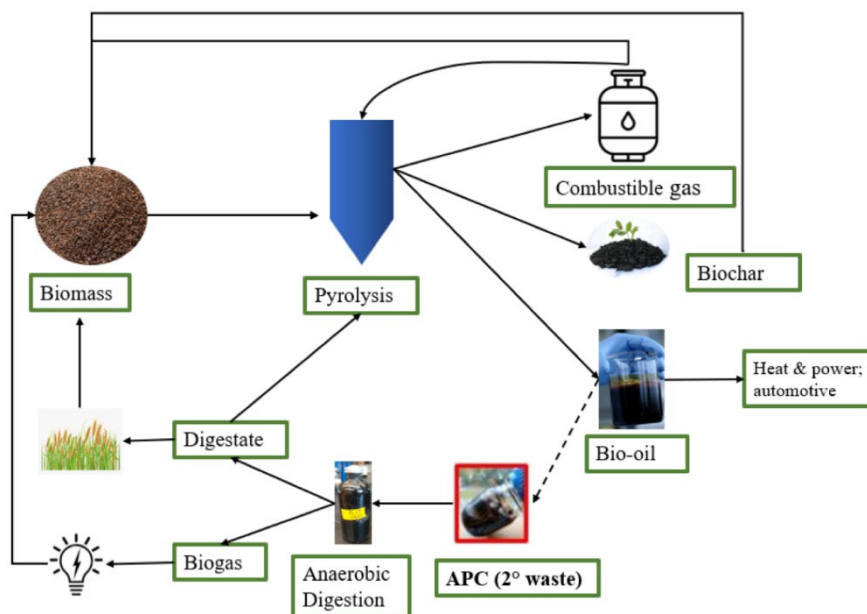 Combustible gas
Biomass
Pyrolysis
Biochar
Heat & power;
automotive
Digestate
Bio-oil
Biogas
Anaerobic
Digestion
APC (2° waste)